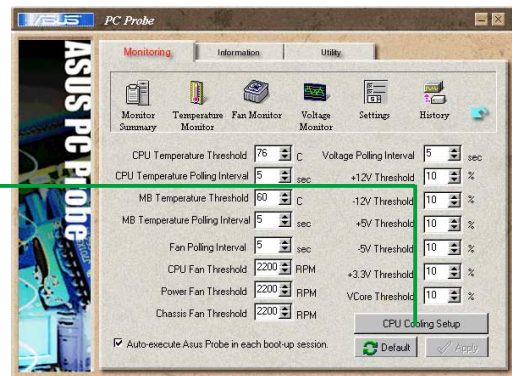 ASUS PC Probe
ASUS PC Probe
Monitoring Information Utility
Monitor Summary
Temperature Monitor
Fan Monitor
Voltage Monitor
Settings
History
CPU Temperature Threshold 76 C
CPU Temperature Polling Interval 5 sec
MB Temperature Threshold 60 C
MB Temperature Polling Interval 5 sec
Fan Polling Interval 5 sec
CPU Fan Threshold 2200 RPM
Power Fan Threshold 2200 RPM
Chassis Fan Threshold 2200 RPM
Voltage Polling Interval 5 sec
+12V Threshold 10 %
-12V Threshold 10 %
+5V Threshold 10 %
-5V Threshold 10 %
+3.3V Threshold 10 %
VCore Threshold 10 %
CPU Cooling Setup
Auto-execute Asus Probe in each boot-up session.
Default
Apply